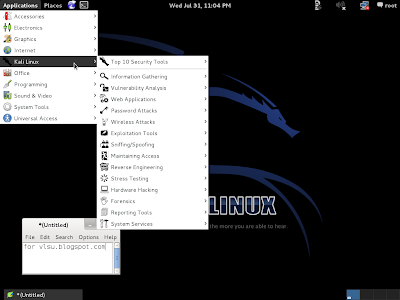 Applications Places Wed Jul 31, 11:04 PM root
Accessories
Electronics
Graphics
Internet
Kali Linux
Office
Programming
Sound & Video
System Tools
Universal Access
Top 10 Security Tools
Information Gathering
Vulnerability Analysis
Web Applications
Password Attacks
Wireless Attacks
Exploitation Tools
Sniffing/Spoofing
Maintaining Access
Reverse Engineering
Stress Testing
Hardware Hacking
Forensics
Reporting Tools
System Services
LINUX
the more you are able to hear.
*(Untitled)
File Edit Search Options Help
for vlsu.blogspot.com
*(Untitled)